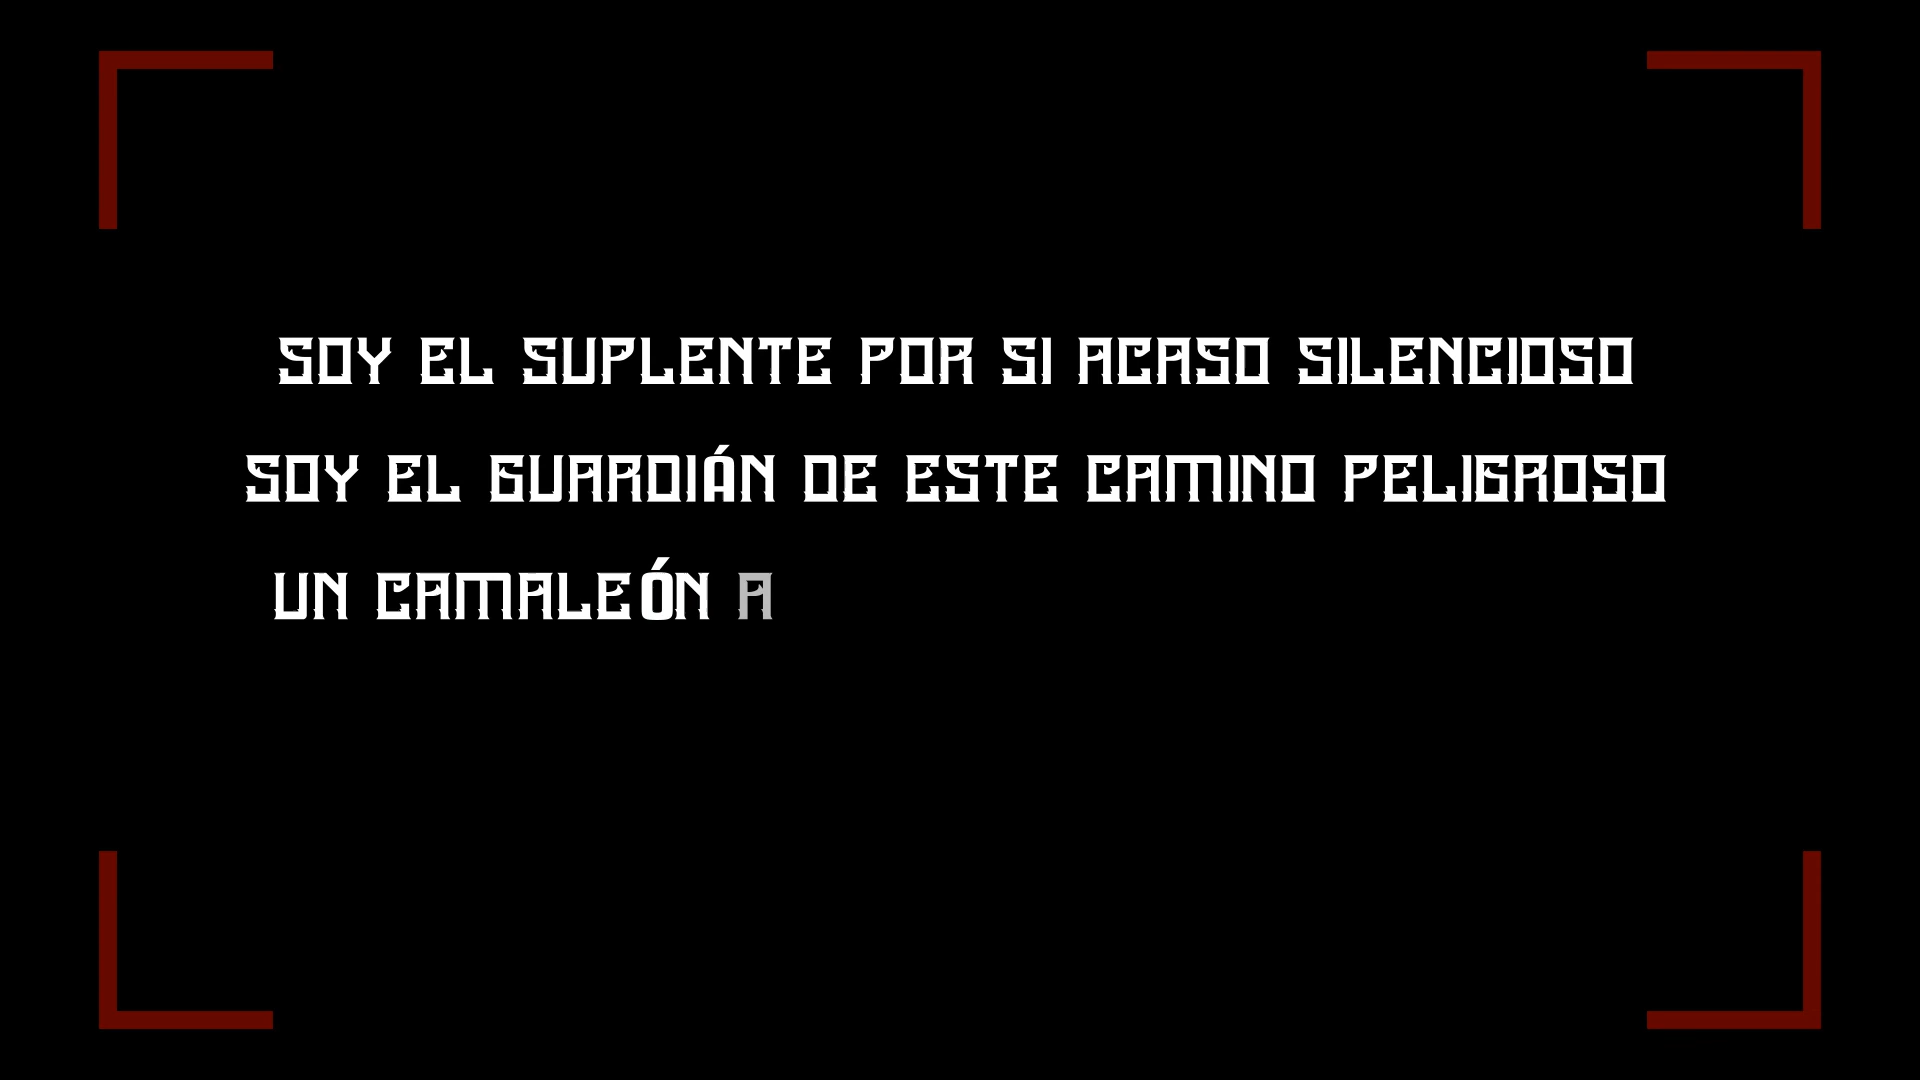 SOY EL SUPLENTE POR SI ACASO SILENCIOSO
SOY EL GUARDIÁN DE ESTE CAMINO PELIGROSO
UN CAMALEÓN A